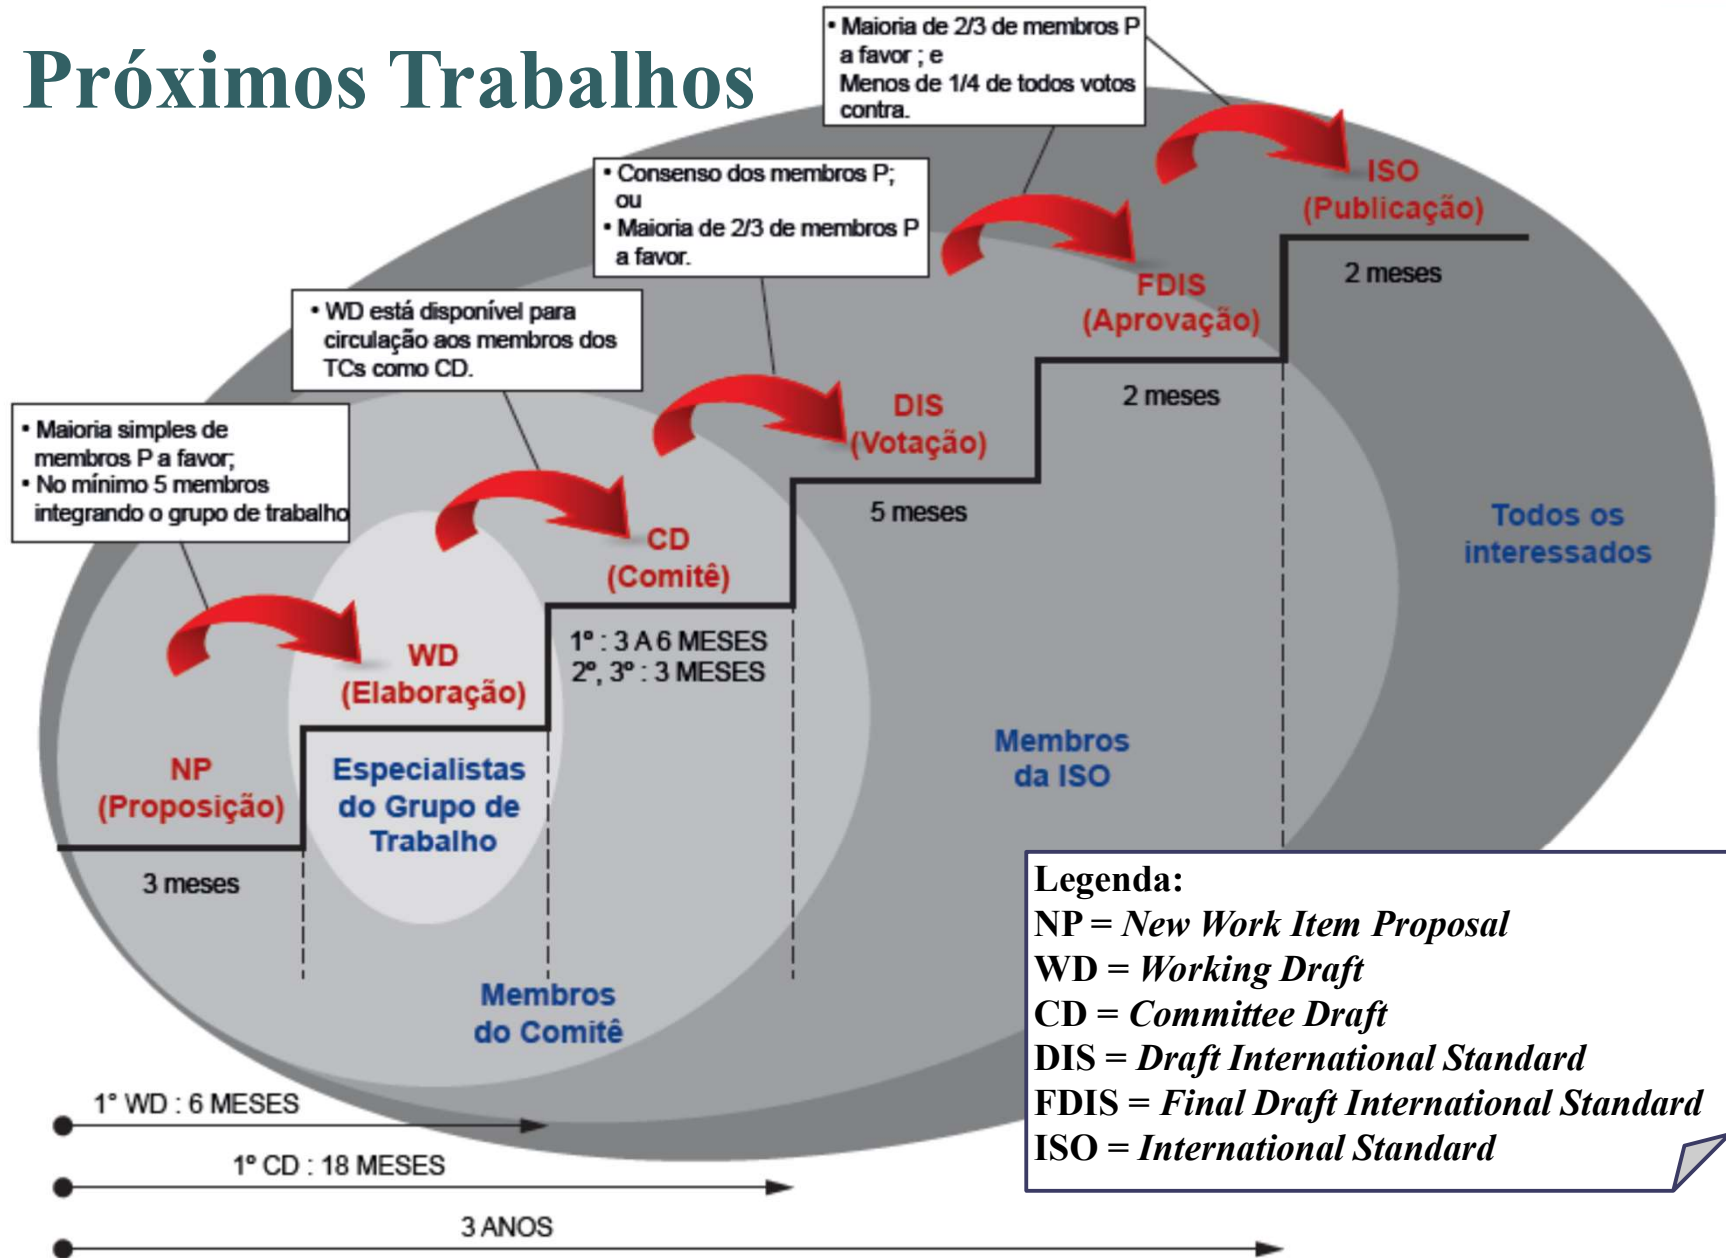 Próximos Trabalhos
• Maioria de 2/3 de membros P
a favor ; e
Menos de 1/4 de todos votos
contra.
• Consenso dos membros P;
ou
• Maioria de 2/3 de membros P
a favor.
• WD está disponível para
circulação aos membros dos
TCs como CD.
• Maioria simples de
membros P a favor;
• No mínimo 5 membros
integrando o grupo de trabalho
ISO
(Publicação)
2 meses
FDIS
(Aprovação)
2 meses
DIS
(Votação)
5 meses
CD
(Comitê)
1º : 3 A 6 MESES
2º, 3º : 3 MESES
WD
(Elaboração)
NP
(Proposição)
3 meses
Especialistas
do Grupo de
Trabalho
Membros
do Comitê
Membros
da ISO
Todos os
interessados
Legenda:
NP = New Work Item Proposal
WD = Working Draft
CD = Committee Draft
DIS = Draft International Standard
FDIS = Final Draft International Standard
ISO = International Standard
1° WD : 6 MESES
1º CD : 18 MESES
3 ANOS